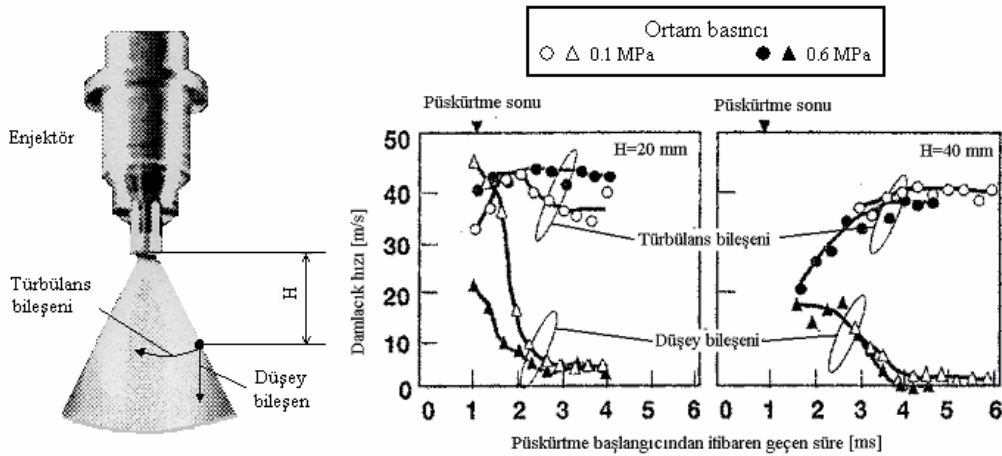 Ortam basıncı
0.1 MPa 0.6 MPa
Enjektör
H
Türbülans
bileşeni
Düşey
bileşen
Püskürtme sonu
Püskürtme sonu
H=20 mm
H=40 mm
Türbülans bileşeni
Düşey bileşeni
Damlacık hızı [m/s]
50
40
30
20
10
0
0 1 2 3 4 5 6
0 1 2 3 4 5 6
Püskürtme başlangıcından itibaren geçen süre [ms]